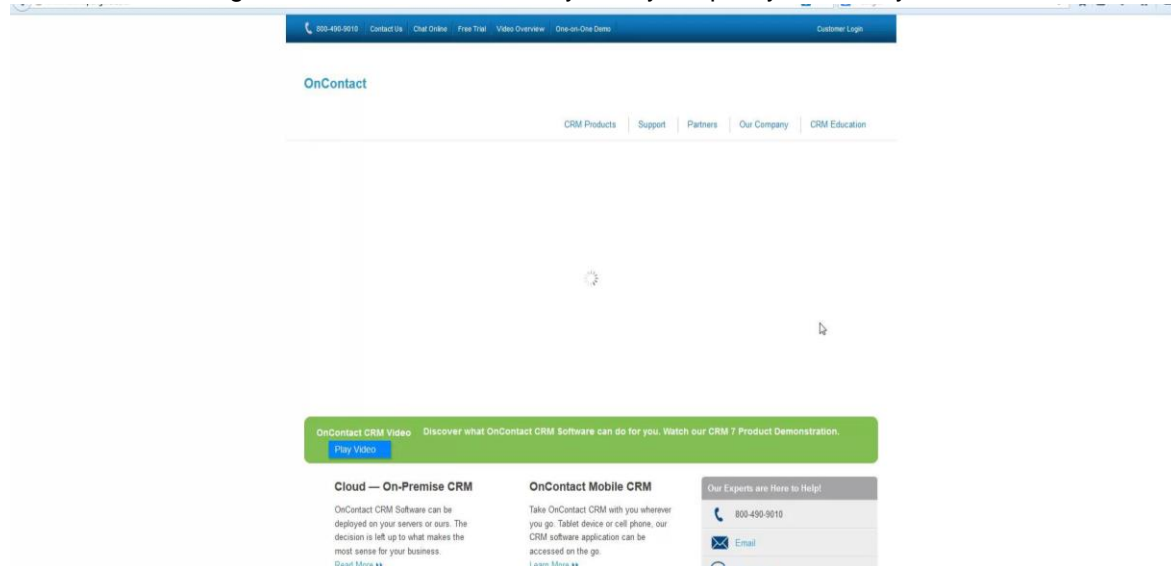 800-490-9010 Contact Us Chat Online Free Trial Video Overview One-on-One Demo Customer Login
OnContact
CRM Products Support Partners Our Company CRM Education
OnContact CRM Video Discover what OnContact CRM Software can do for you. Watch our CRM 7 Product Demonstration.
Play Video
Cloud — On-Premise CRM
OnContact CRM Software can be
deployed on your servers or ours. The
decision is left up to what makes the
most sense for your business.
Read More
OnContact Mobile CRM
Take OnContact CRM with you wherever
you go. Tablet device or cell phone, our
CRM software application can be
accessed on the go.
Learn More
Our Experts are Here to Help!
800-490-9010
Email